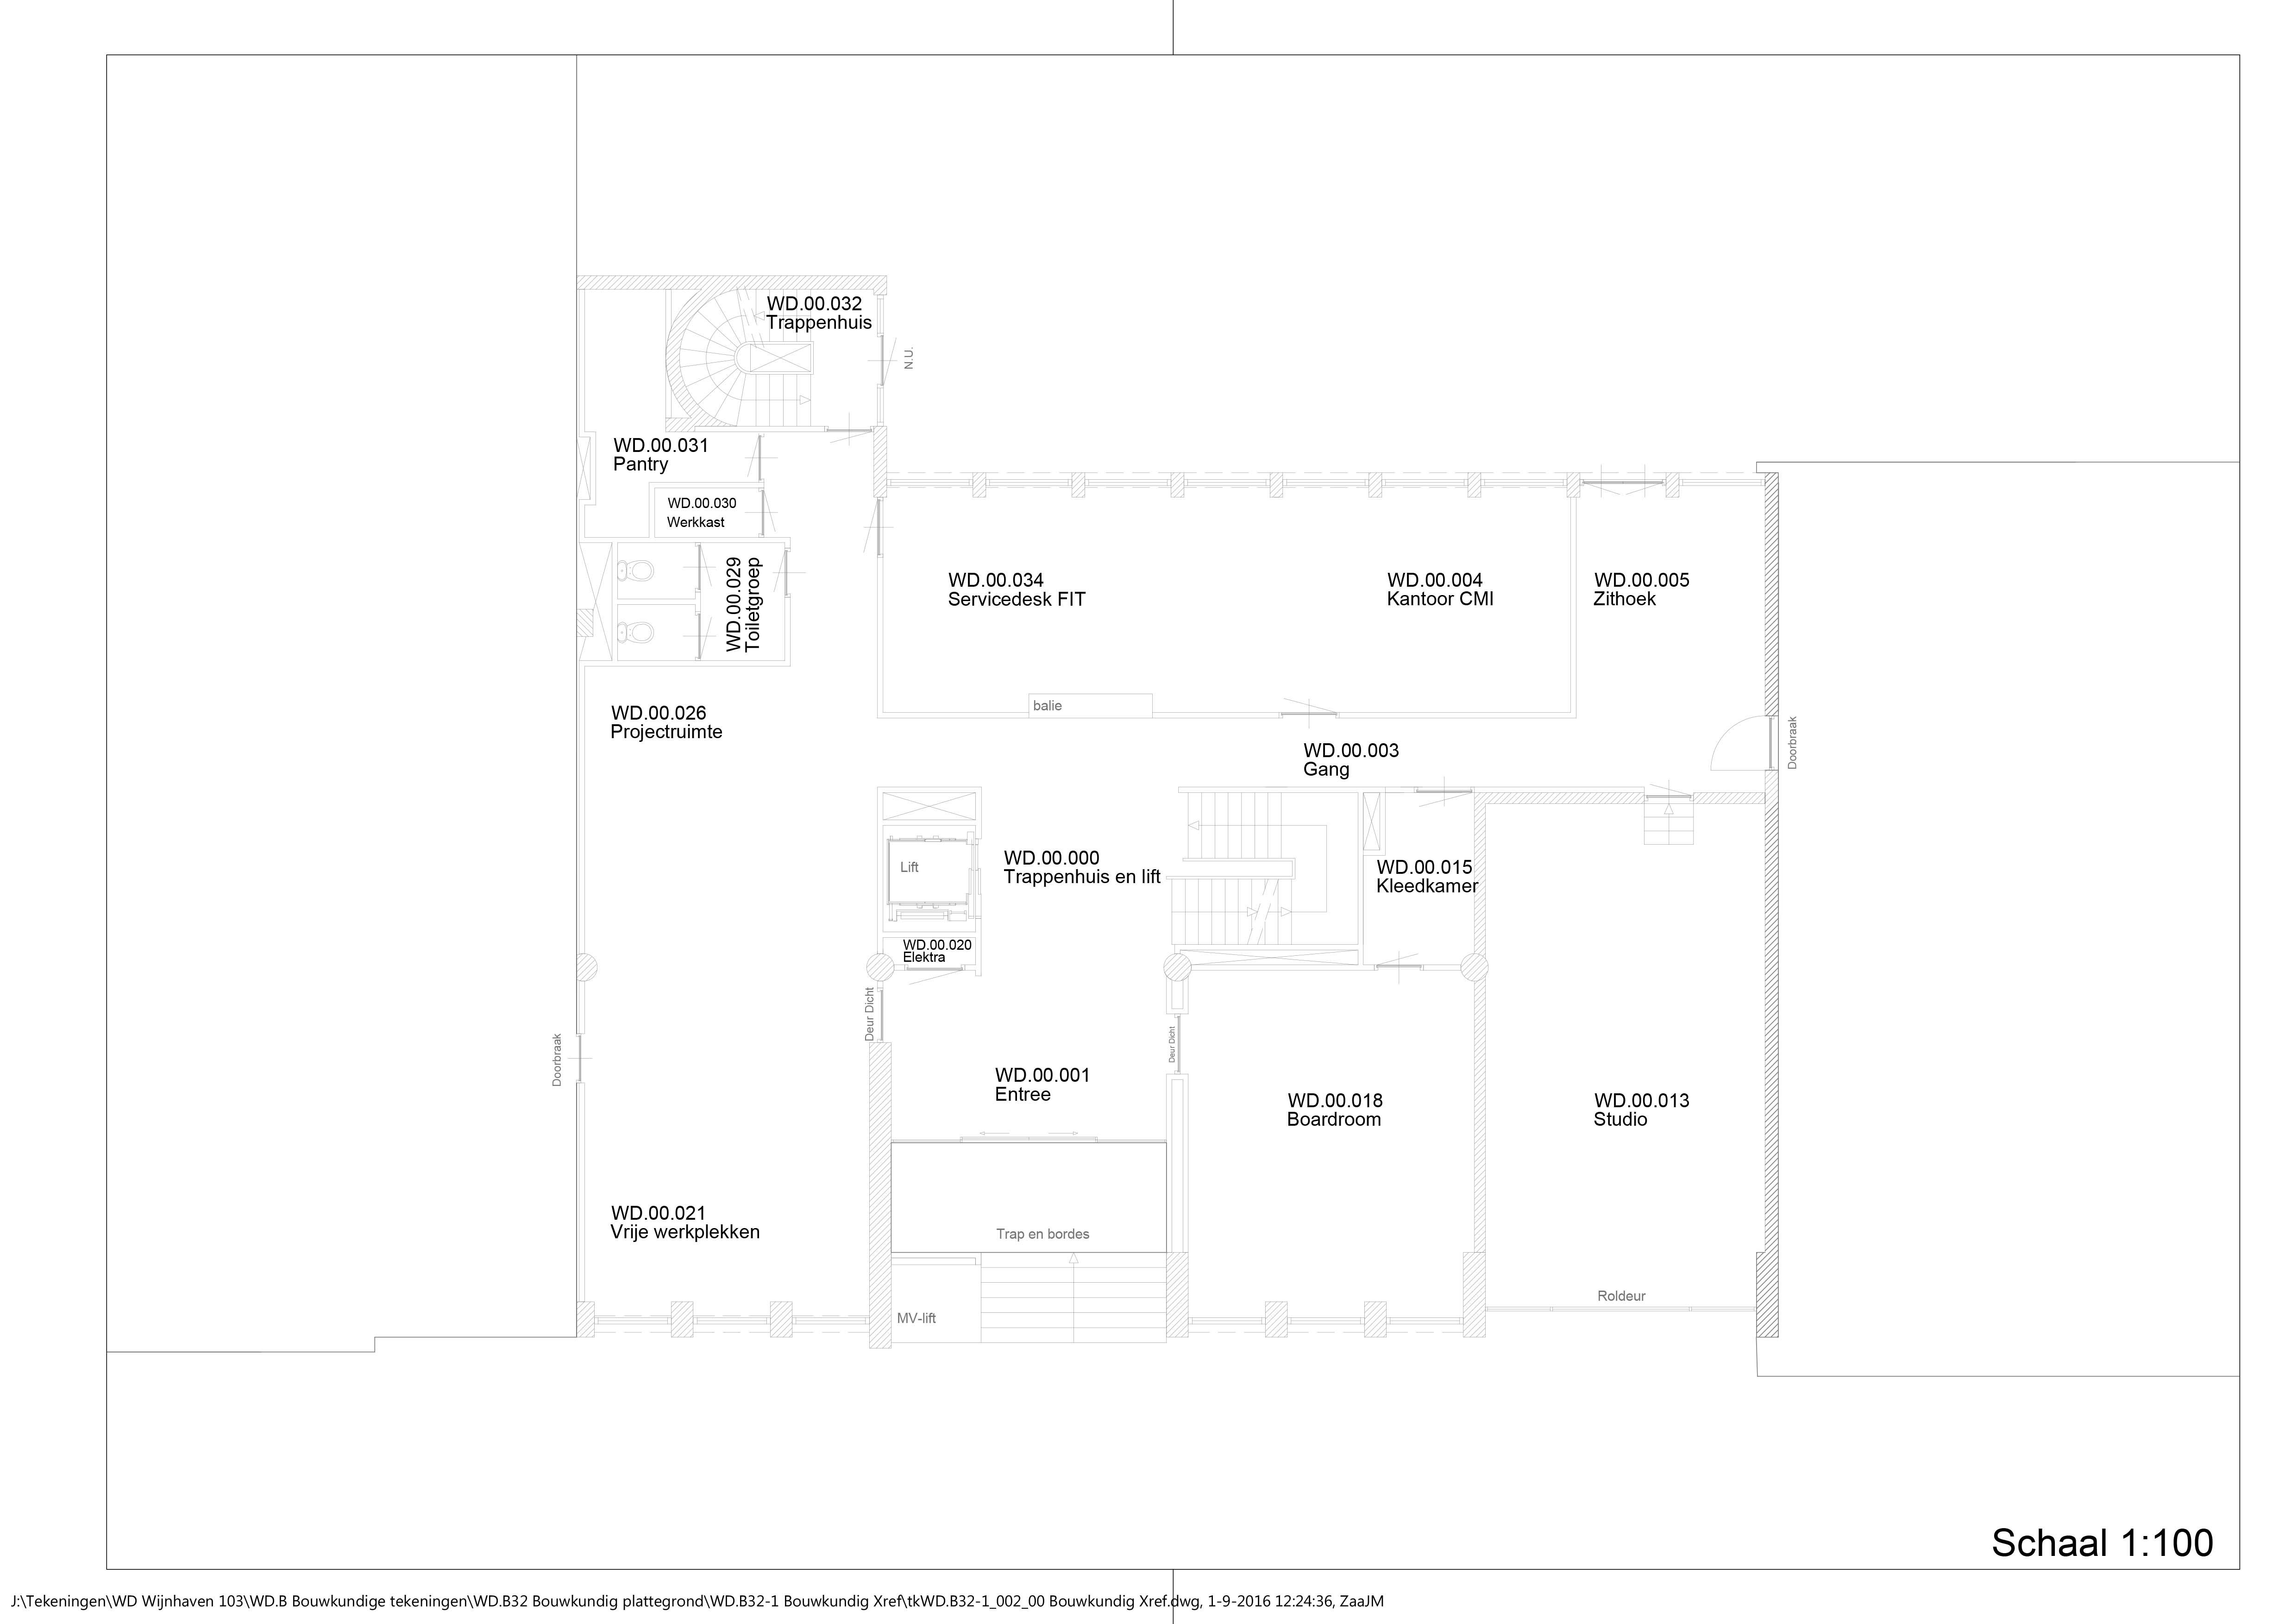 WD.00.032
Trappenhuis
N.U.
WD.00.031
Pantry
WD.00.030
Werkkast
WD.00.029
Toiletgroep
WD.00.034
Servicedesk FIT
WD.00.004
Kantoor CMI
WD.00.005
Zithoek
balie
WD.00.026
Projectruimte
WD.00.003
Gang
Doorbraak
Lift
WD.00.000
Trappenhuis en lift
WD.00.015
Kleedkamer
WD.00.020
Elektra
Deur Dicht
Deur Dicht
Doorbraak
WD.00.001
Entree
WD.00.018
Boardroom
WD.00.013
Studio
WD.00.021
Vrije werkplekken
Trap en bordes
MV-lift
Roldeur
Schaal 1:100
J:\Tekeningen\WD Wijnhaven 103\WD.B Bouwkundige tekeningen\WD.B32 Bouwkundig plattegrond\WD.B32-1 Bouwkundig Xref\tkWD.B32-1_002_00 Bouwkundig Xref.dwg, 1-9-2016 12:24:36, ZaaJM